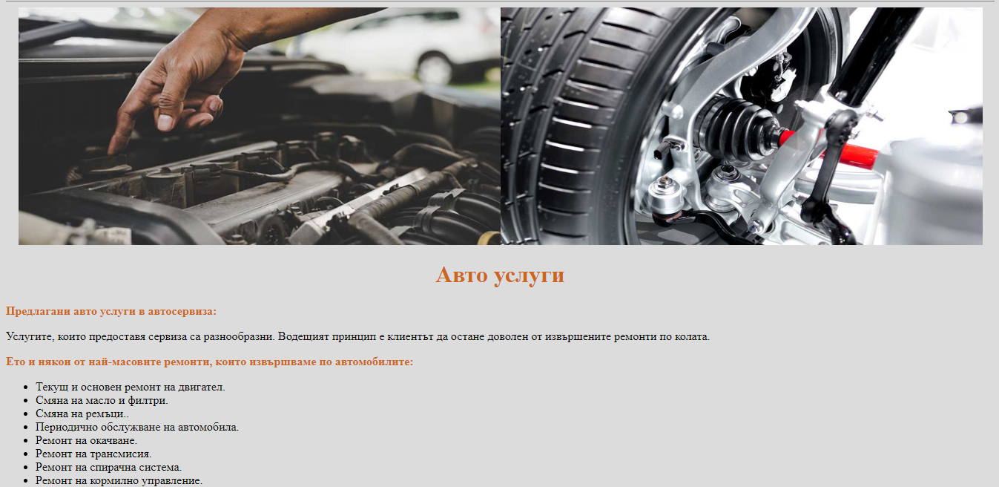 Авто услуги
Предлагани авто услуги в автосервиза:
Услугите, които предоставя сервиза са разнообразни. Водещият принцип е клиентът да остане доволен от извършените ремонти по колата.
Ето и някои от най-масовите ремонти, които извършваме по автомобилите:
• Текущ и основен ремонт на двигател.
• Смяна на масло и филтри.
• Смяна на ремъци..
• Периодично обслужване на автомобила.
• Ремонт на окачване.
• Ремонт на трансмисия.
• Ремонт на спирачна система.
• Ремонт на кормилно управление.